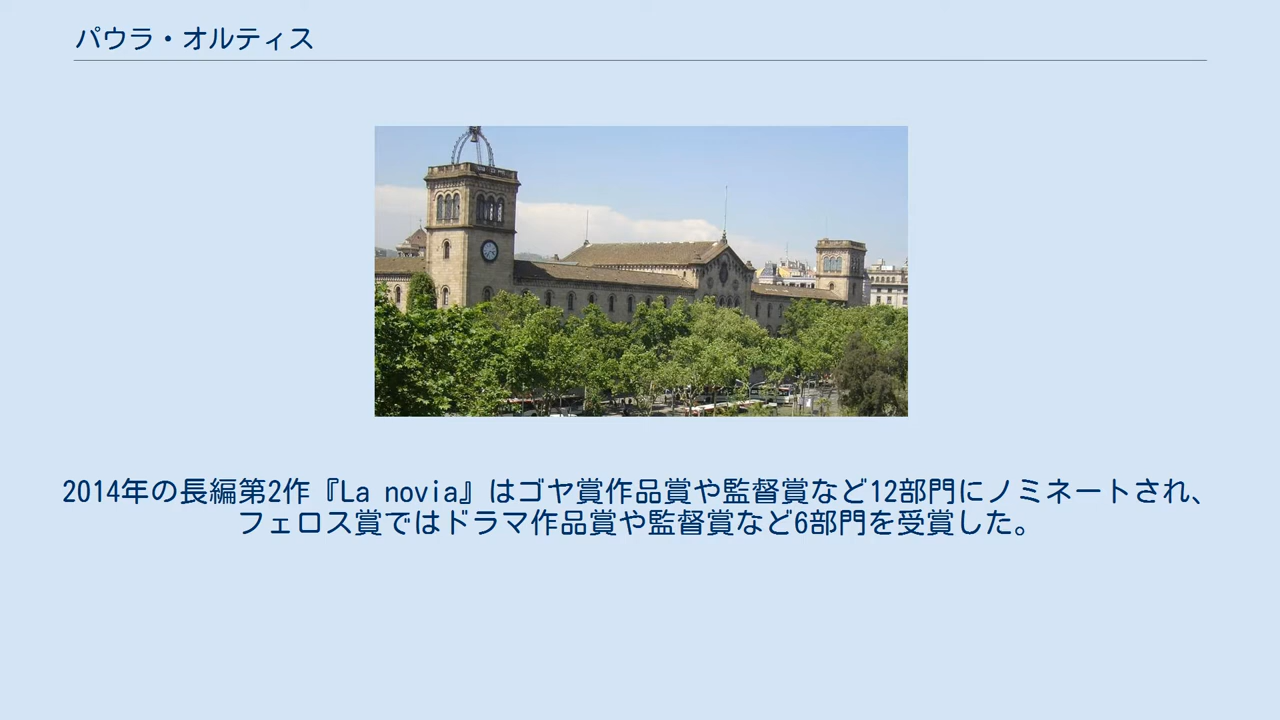 パウラ・オルティス
2014年の長編第2作『La novia』はゴヤ賞作品賞や監督賞など12部門にノミネートされ、
フェロス賞ではドラマ作品賞や監督賞など6部門を受賞した。